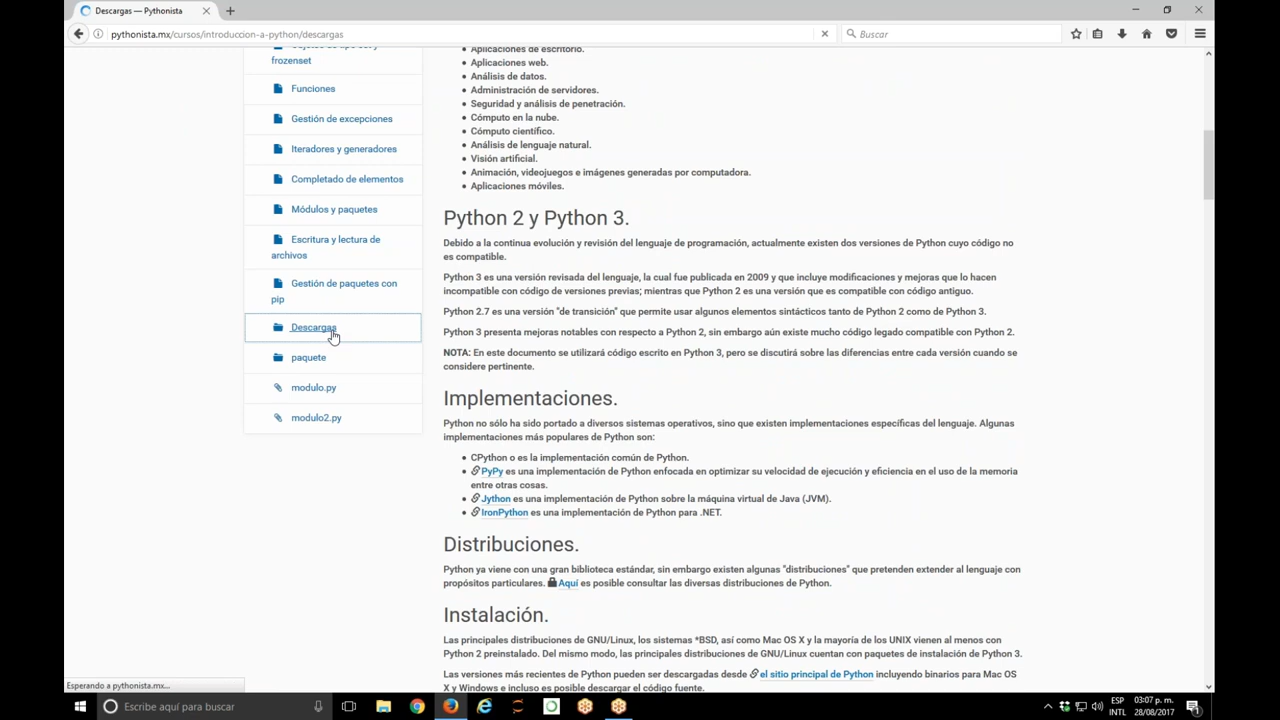 Descargas — Pythonista
pythonista.mx/cursos/introduccion-a-python/descargas
Buscar
frozenset
Funciones
Gestión de excepciones
Iteradores y generadores
Completado de elementos
Módulos y paquetes
Escritura y lectura de
archivos
Gestión de paquetes con
pip
Descargas
paquete
modulo.py
modulo2.py
Aplicaciones de escritorio.
Aplicaciones web.
Análisis de datos.
Administración de servidores.
Seguridad y análisis de penetración.
Cómputo en la nube.
Cómputo científico.
Análisis de lenguaje natural.
Visión artificial.
Animación, videojuegos e imágenes generadas por computadora.
Aplicaciones móviles.
Python 2 y Python 3.
Debido a la continua evolución y revisión del lenguaje de programación, actualmente existen dos versiones de Python cuyo código no
es compatible.
Python 3 es una versión revisada del lenguaje, la cual fue publicada en 2009 y que incluye modificaciones y mejoras que lo hacen
incompatible con código de versiones previas; mientras que Python 2 es una versión que es compatible con código antiguo.
Python 2.7 es una versión "de transición" que permite usar algunos elementos sintácticos tanto de Python 2 como de Python 3.
Python 3 presenta mejoras notables con respecto a Python 2, sin embargo aún existe mucho código legado compatible con Python 2.
NOTA: En este documento se utilizará código escrito en Python 3, pero se discutirá sobre las diferencias entre cada versión cuando se
considere pertinente.
Implementaciones.
Python no sólo ha sido portado a diversos sistemas operativos, sino que existen implementaciones específicas del lenguaje. Algunas
implementaciones más populares de Python son:
CPython o es la implementación común de Python.
PyPy es una implementación de Python enfocada en optimizar su velocidad de ejecución y eficiencia en el uso de la memoria
entre otras cosas.
Jython es una implementación de Python sobre la máquina virtual de Java (JVM).
IronPython es una implementación de Python para .NET.
Distribuciones.
Python ya viene con una gran biblioteca estándar, sin embargo existen algunas "distribuciones" que pretenden extender al lenguaje con
propósitos particulares. Aquí es posible consultar las diversas distribuciones de Python.
Instalación.
Las principales distribuciones de GNU/Linux, los sistemas *BSD, así como Mac OS X y la mayoría de los UNIX vienen al menos con
Python 2 preinstalado. Del mismo modo, las principales distribuciones de GNU/Linux cuentan con paquetes de instalación de Python 3.
Las versiones más recientes de Python pueden ser descargadas desde el sitio principal de Python incluyendo binarios para Mac OS
X y Windows e incluso es posible descargar el código fuente.
Esperando a pythonista.mx...
Escribe aquí para buscar
ESP
INTL
03:07 p. m.
28/08/2017
1